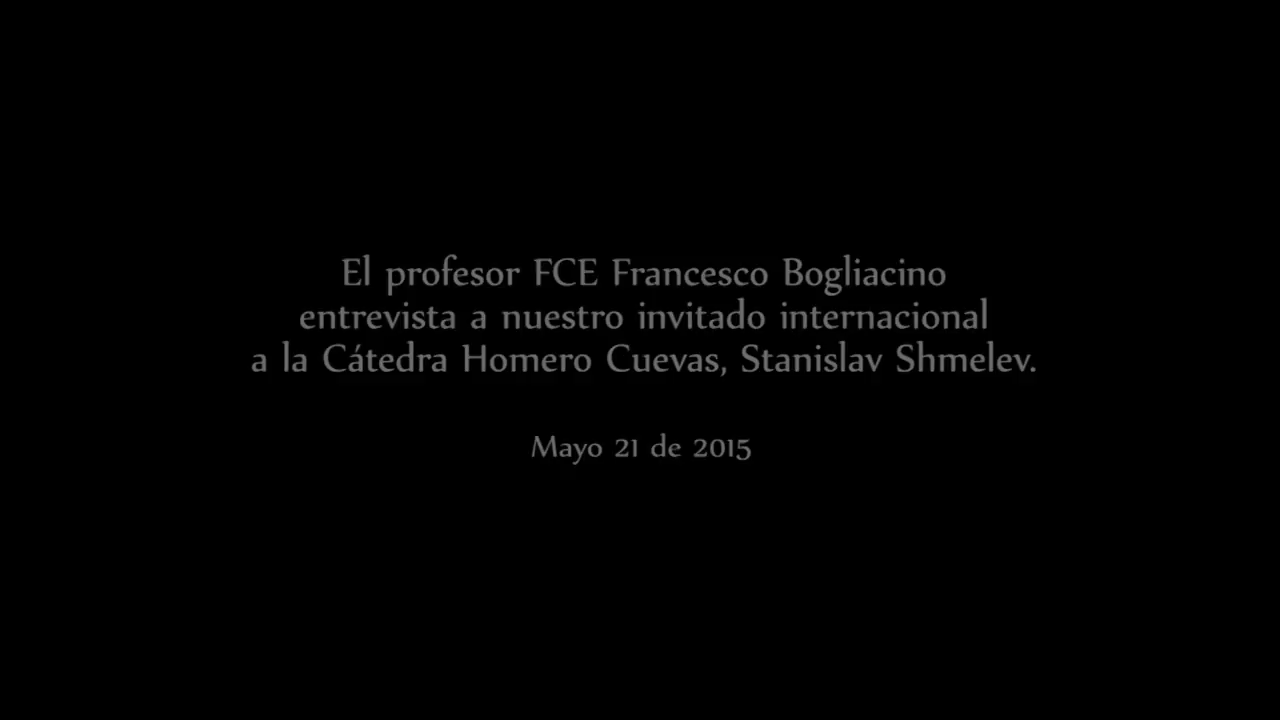 El profesor FCE Francesco Bogliacino
entrevista a nuestro invitado internacional
a la Cátedra Homero Cuevas, Stanislav Shmelev.
Mayo 21 de 2015